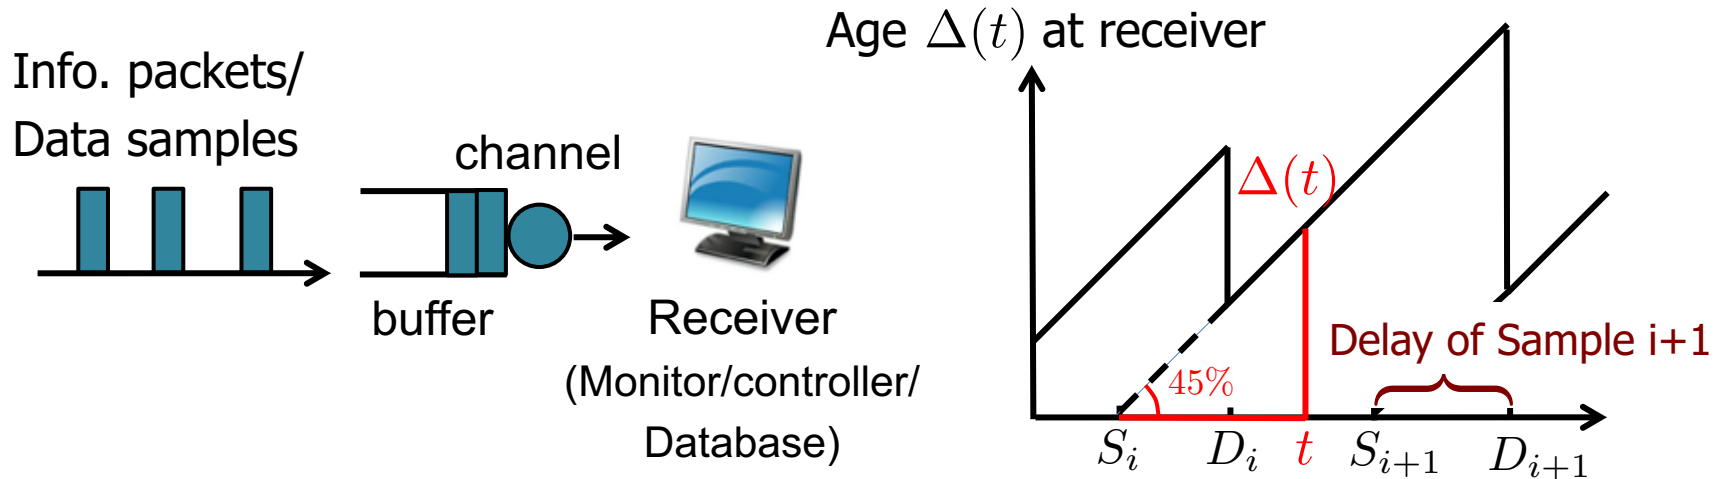 Info. packets/
Data samples
channel
buffer
Receiver
(Monitor/controller/
Database)
Age Δ(t) at receiver
Δ(t)
Delay of Sample i+1
45%
S_i
D_i
t
S_{i+1}
D_{i+1}